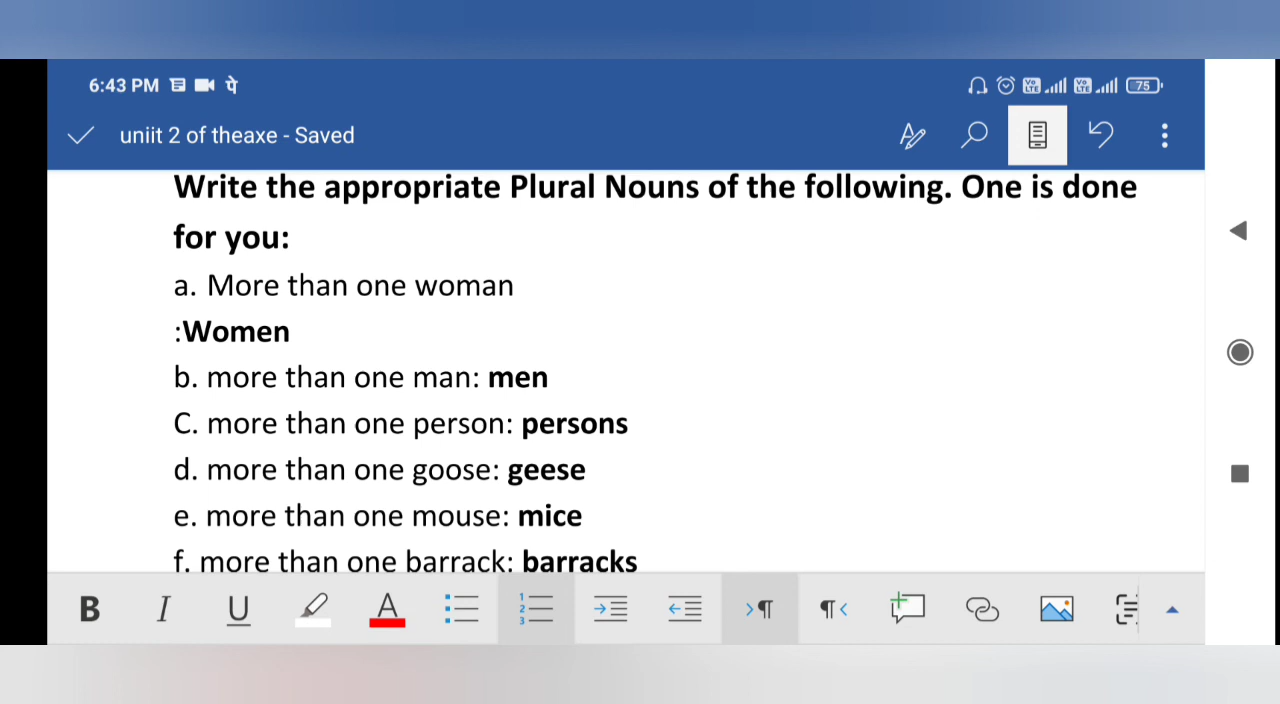 6:43 PM पे 75
uniit 2 of theaxe - Saved
Write the appropriate Plural Nouns of the following. One is done
for you:
a. More than one woman
:Women
b. more than one man: men
C. more than one person: persons
d. more than one goose: geese
e. more than one mouse: mice
f. more than one barrack: barracks
B I U A